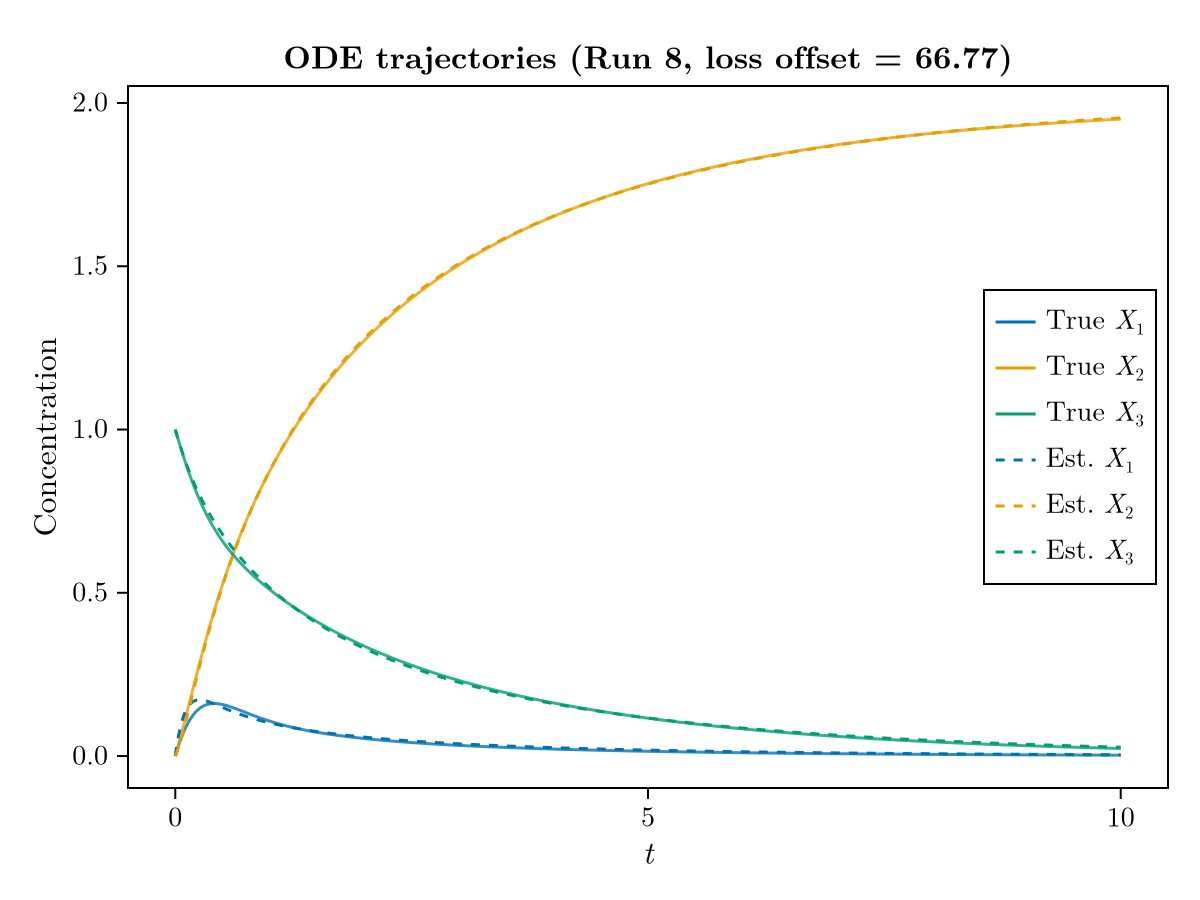 ODE trajectories (Run 8, loss offset = 66.77)
2.0
1.5
1.0
0.5
0.0
Concentration
True X₁
True X₂
True X₃
Est. X₁
Est. X₂
Est. X₃
0
5
10
t